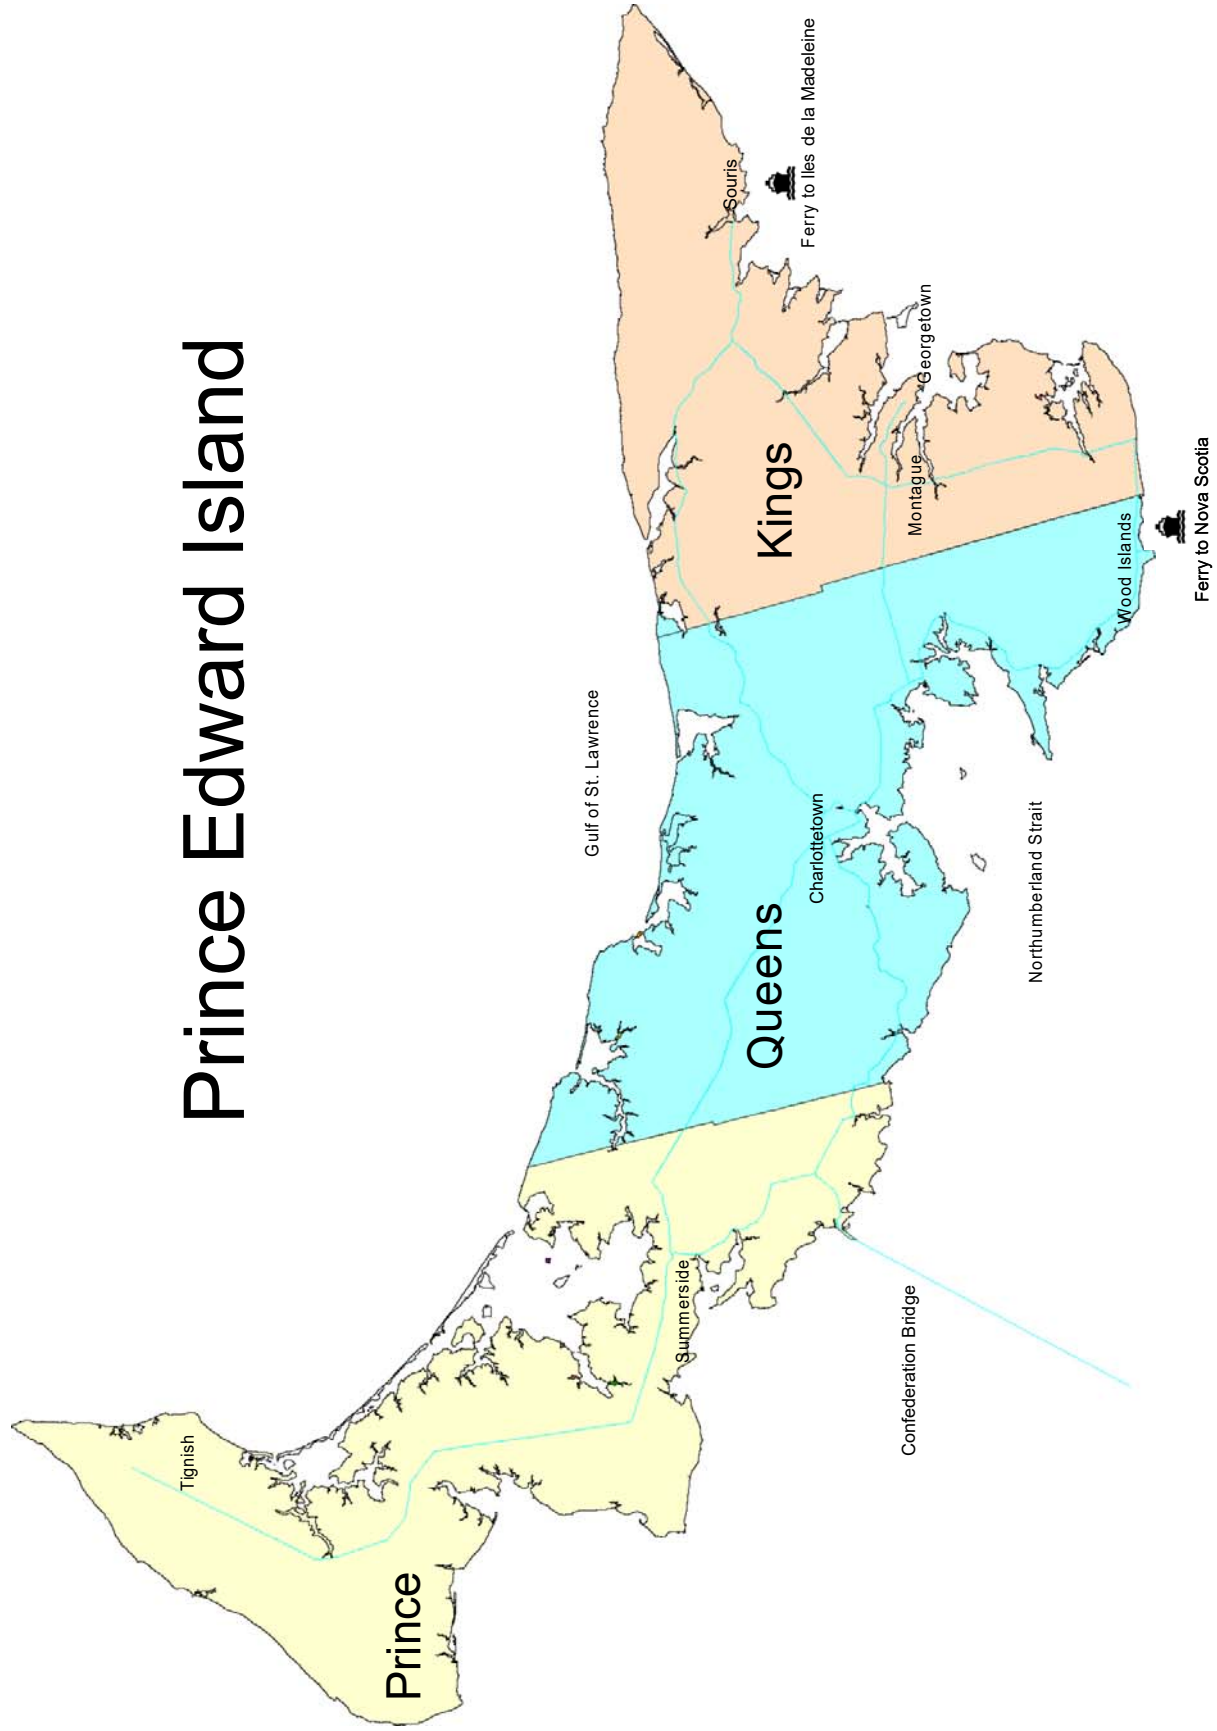 Prince Edward Island
Gulf of St. Lawrence
Tignish
Prince
Summerside
Confederation Bridge
Queens
Charlottetown
Northumberland Strait
Kings
Souris
Ferry to Iles de la Madeleine
Georgetown
Montague
Wood Islands
Ferry to Nova Scotia